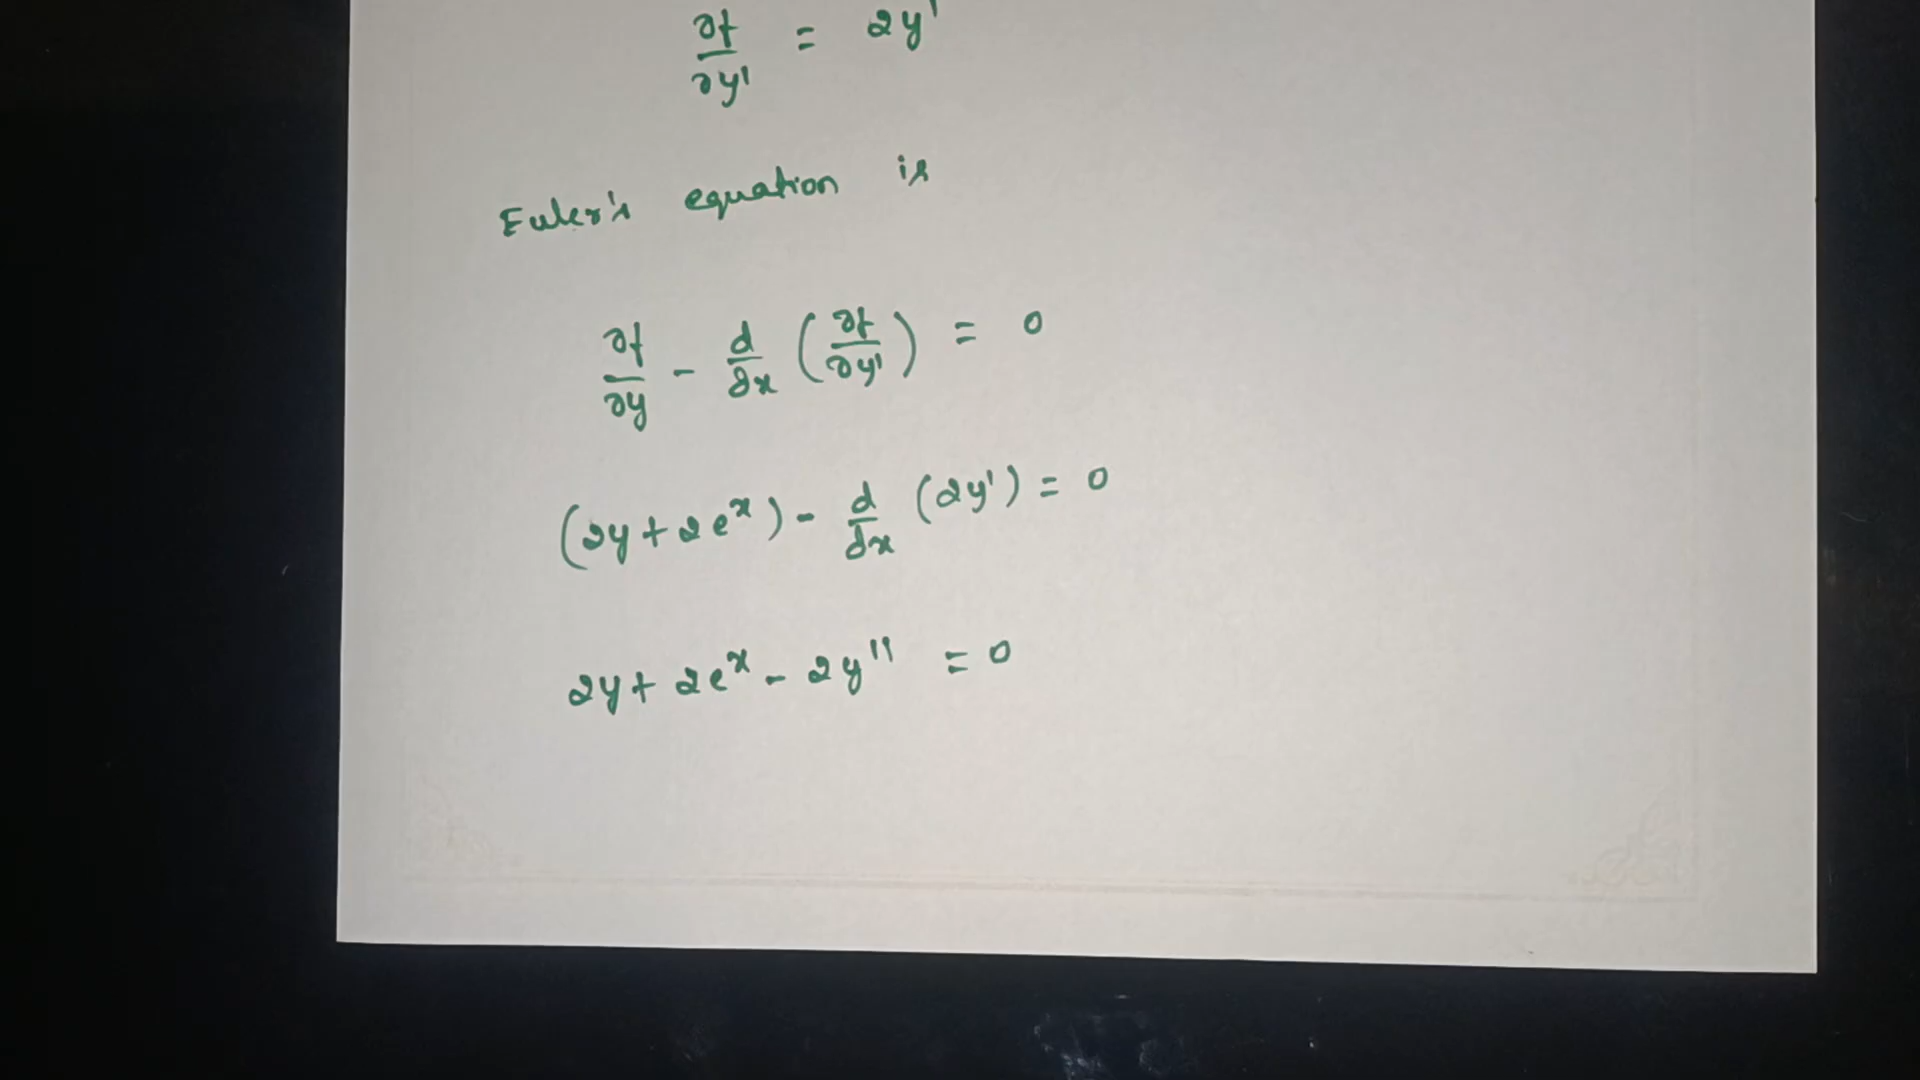 ∂f/∂y' = 2y'
Euler's equation is
∂f/∂y - d/dx (∂f/∂y') = 0
(2y + 2e^x) - d/dx (2y') = 0
2y + 2e^x - 2y'' = 0